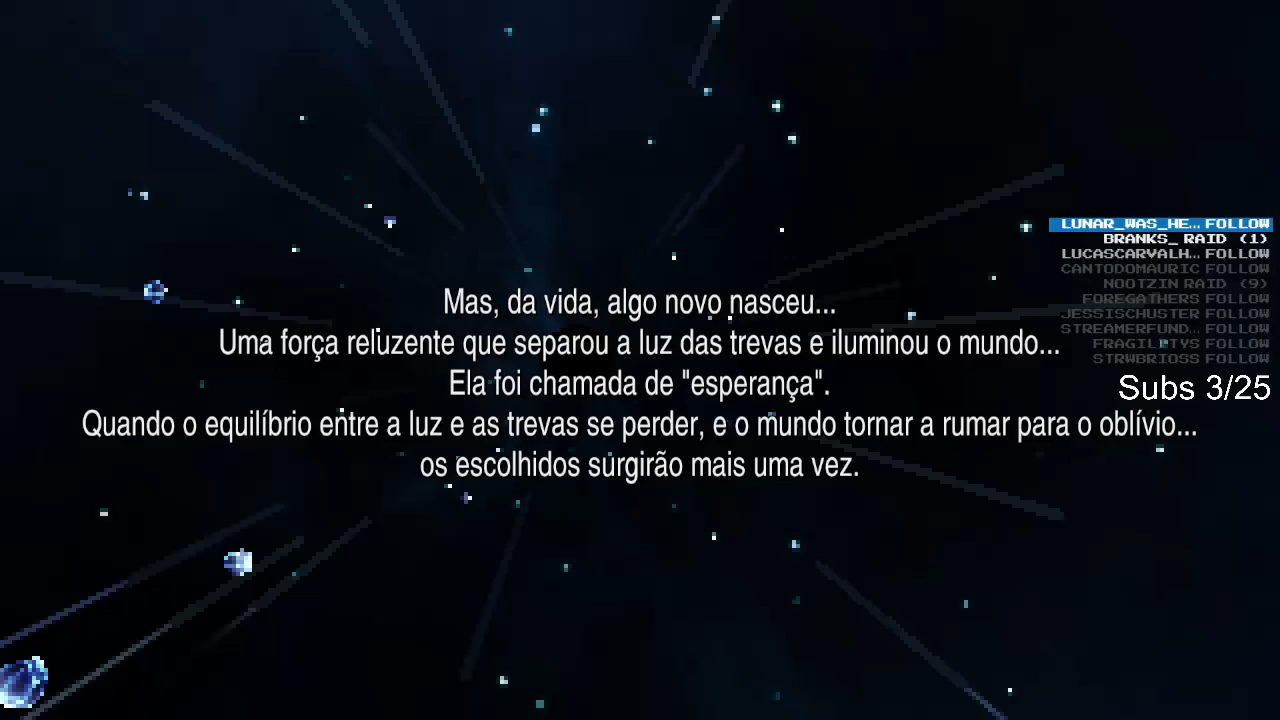 Mas, da vida, algo novo nasceu...
Uma força reluzente que separou a luz das trevas e iluminou o mundo...
Ela foi chamada de "esperança".
Quando o equilíbrio entre a luz e as trevas se perder, e o mundo tornar a rumar para o oblívio...
os escolhidos surgirão mais uma vez.
LUNAR_WAS_HE... FOLLOW
BRANKS_ RAID (1)
LUCASCARVALH... FOLLOW
CANTODOMAURIC FOLLOW
NOOTZIN RAID (9)
FOREGATHERS FOLLOW
JESSISCHUSTER FOLLOW
STREAMERFUND... FOLLOW
FRAGILITYS FOLLOW
STRWBRIOSS FOLLOW
Subs 3/25